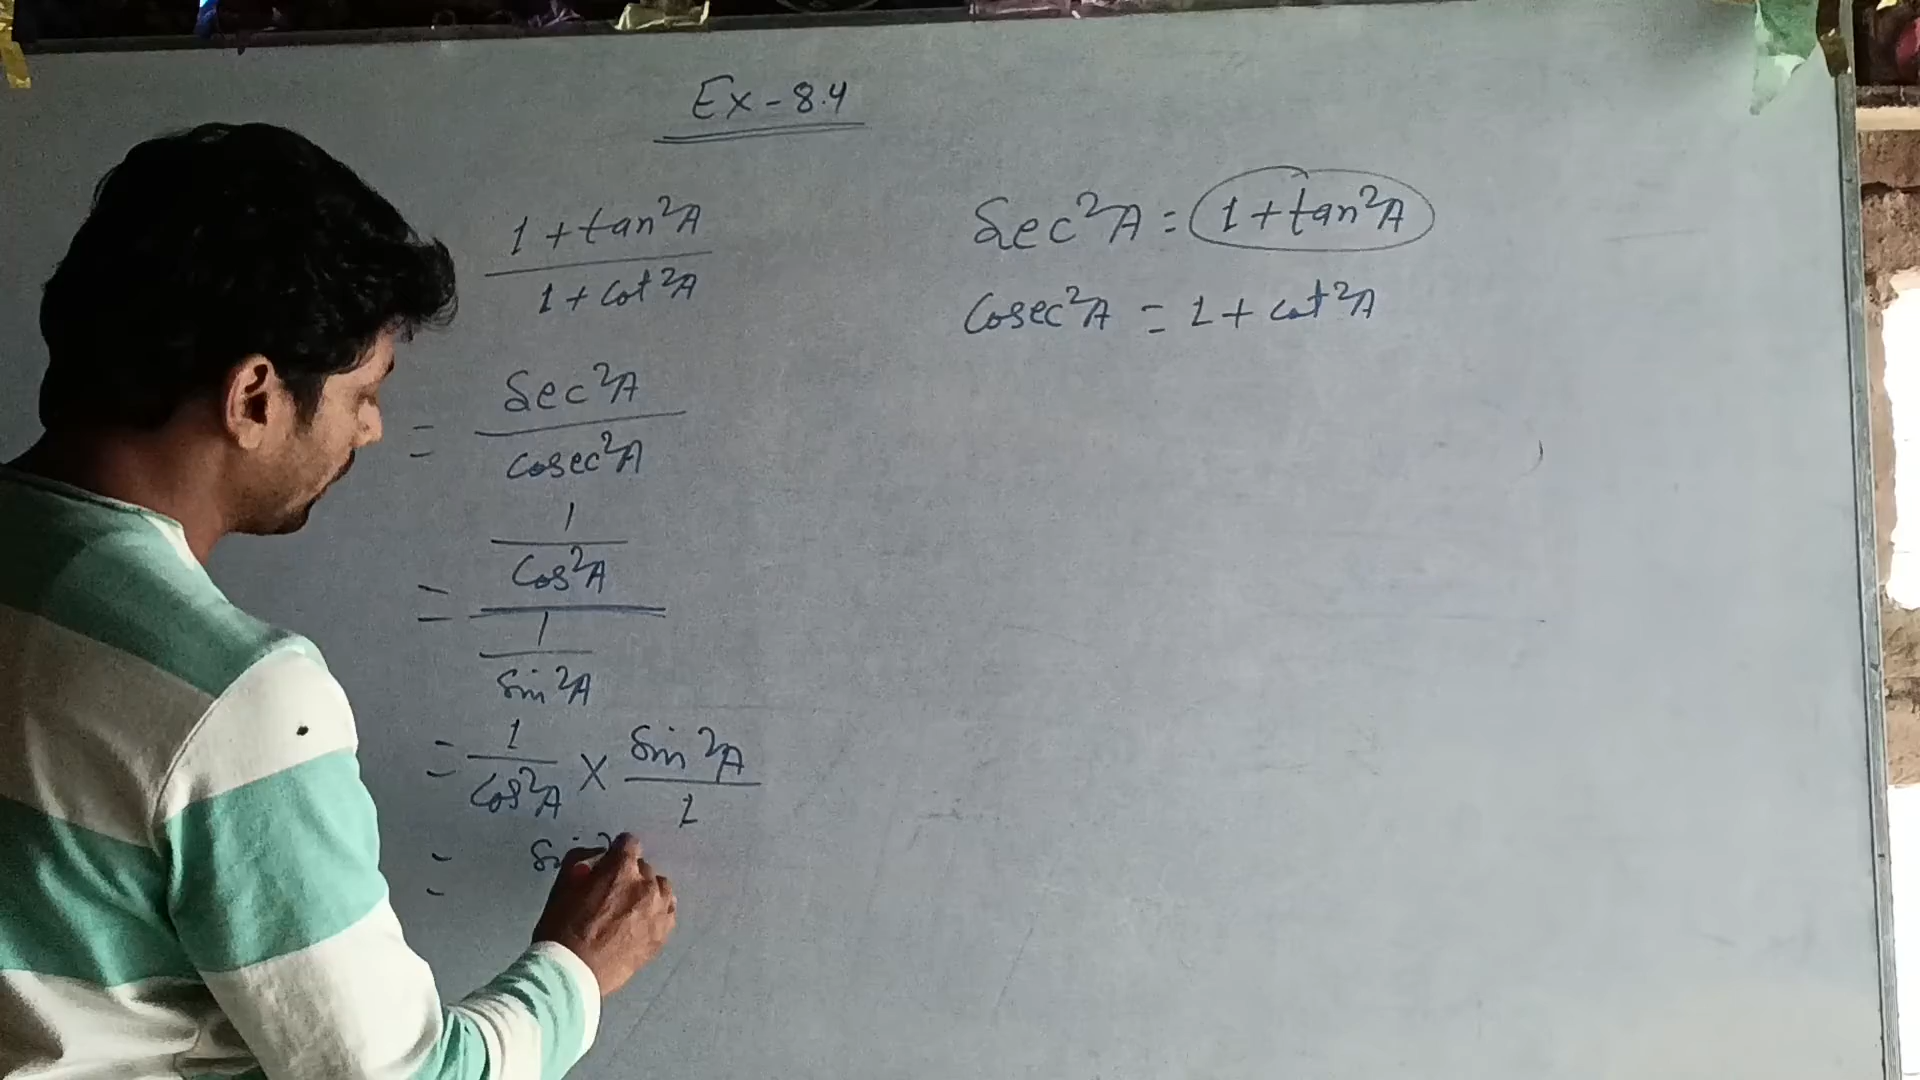 Ex - 8.4
1 + tan²A
1 + cot²A
Sec²A = 1 + tan²A
Cosec²A = 1 + cot²A
= Sec²A
Cosec²A
1
Cos²A
=
1
Sin²A
= 1/Cos²A × Sin²A/1
=